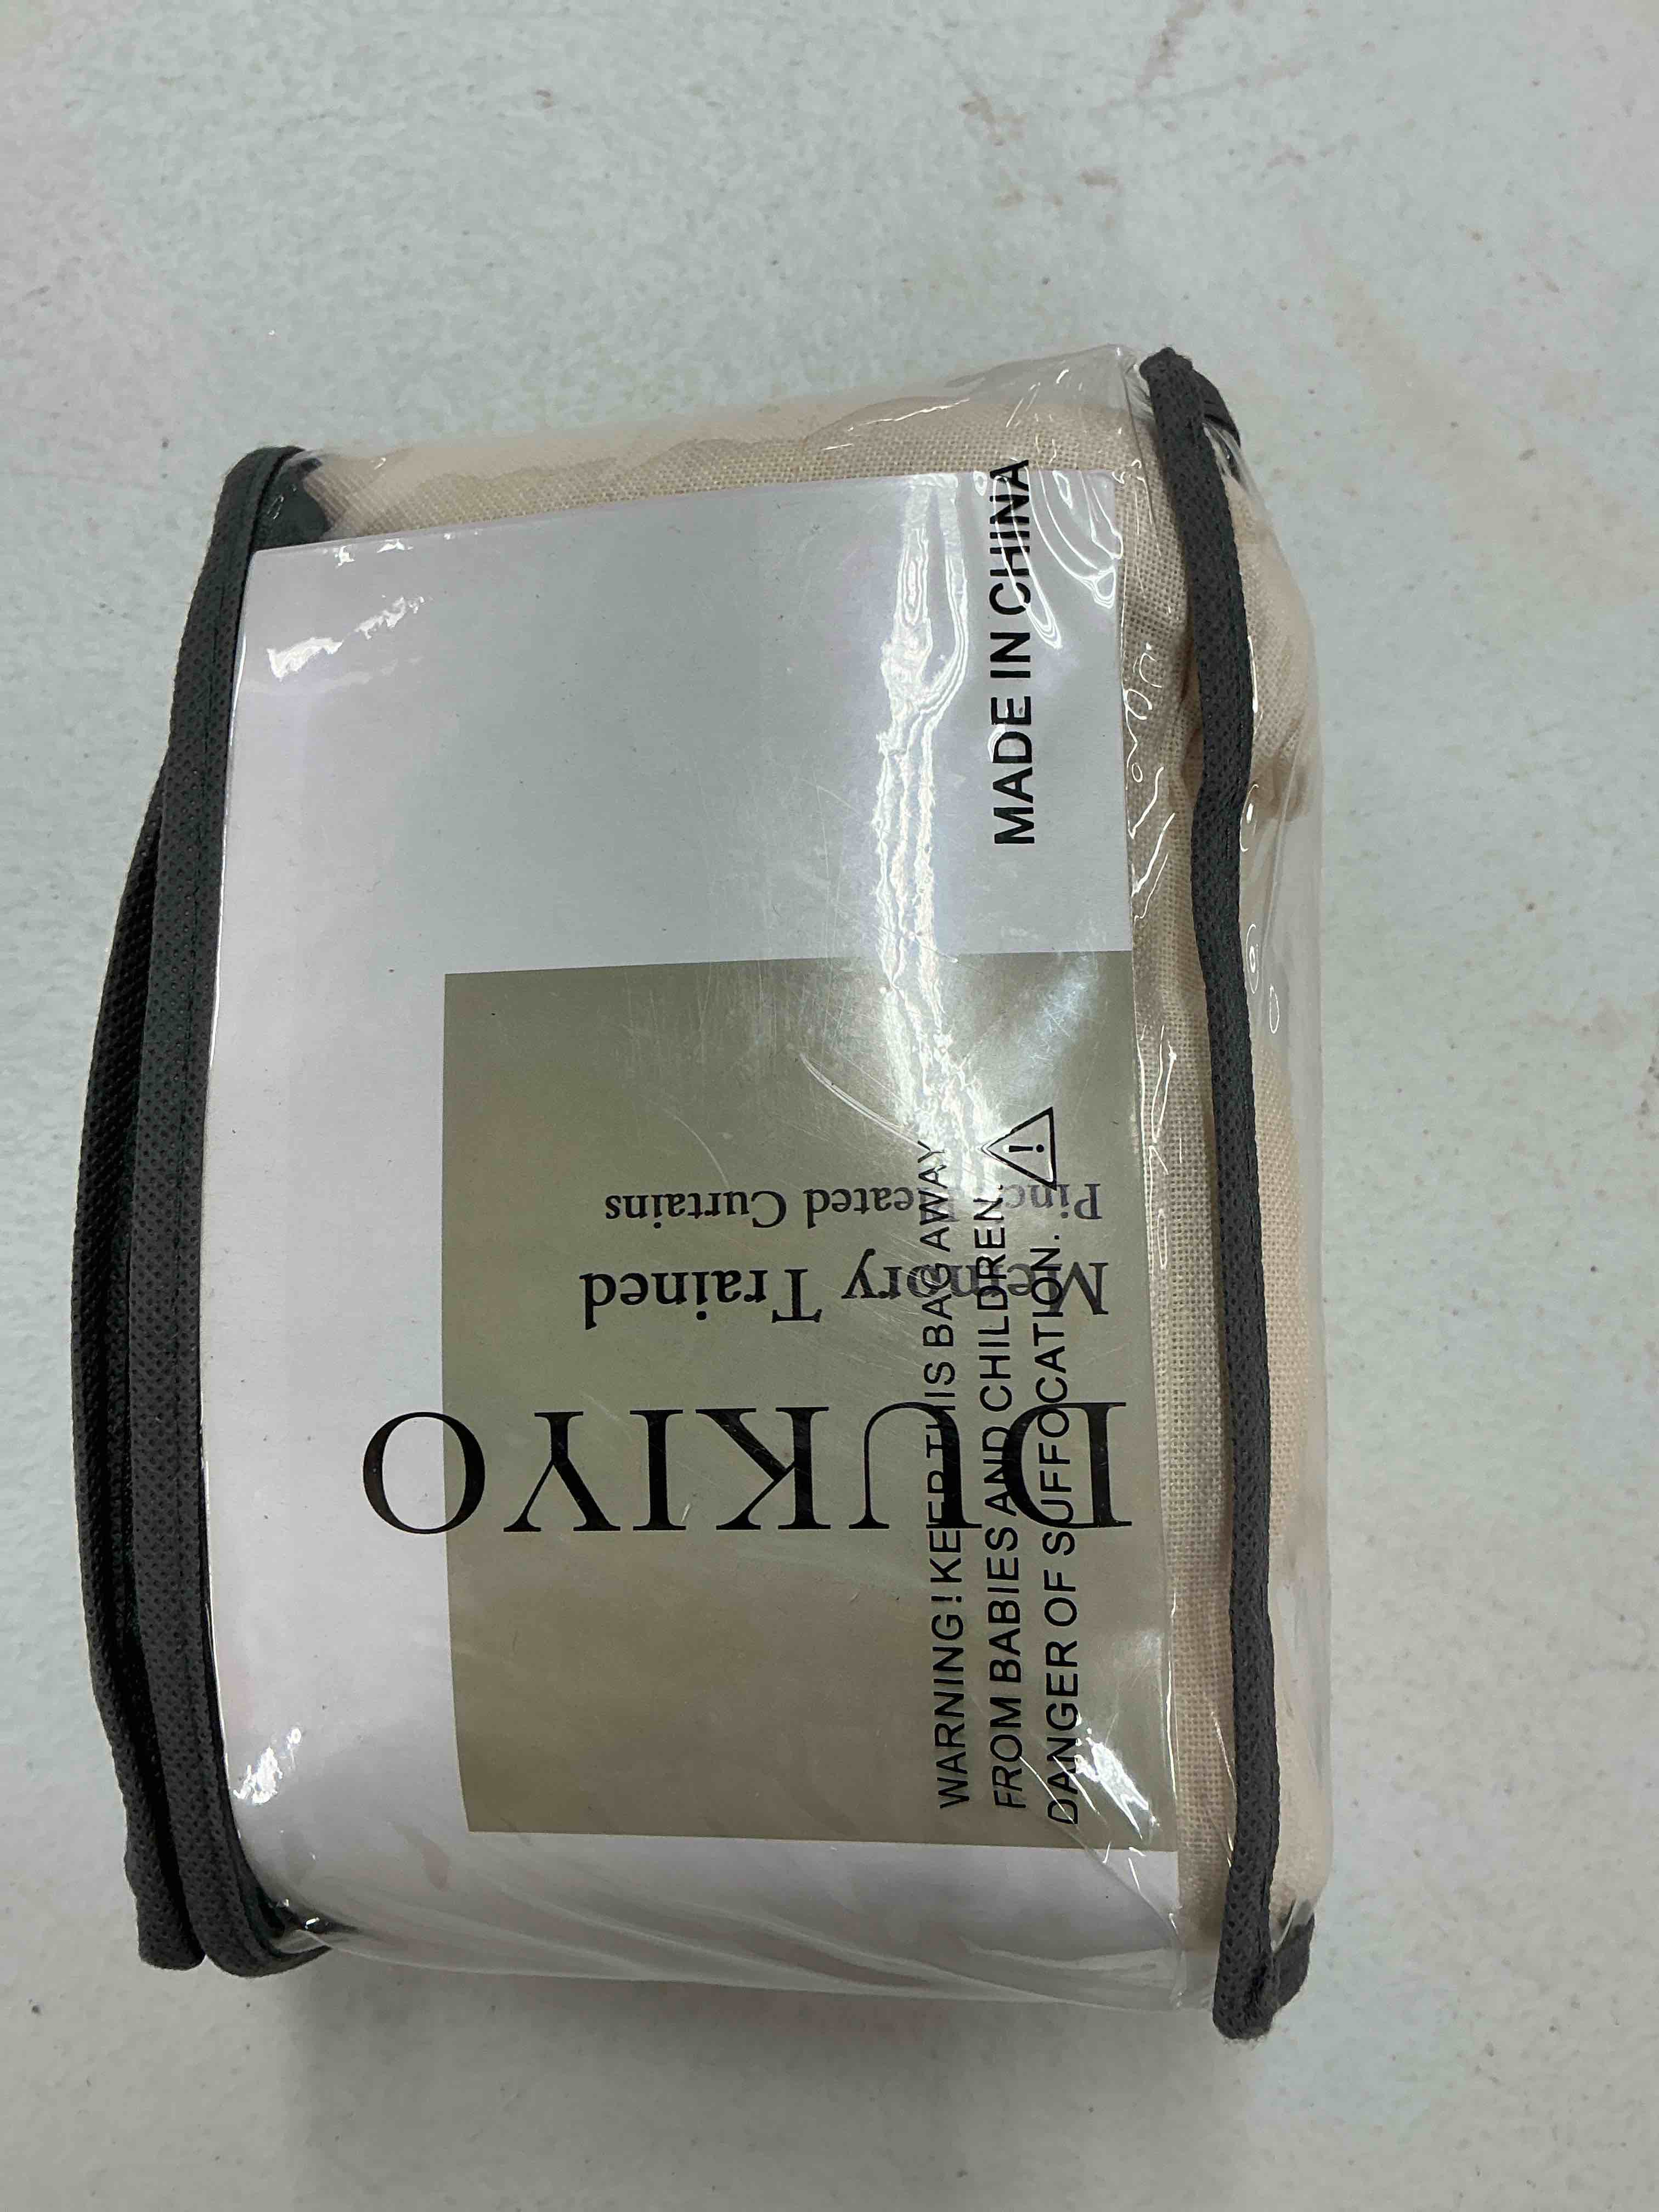 DUKIYO
Memory Trained
Pinch Pleated Curtains
WARNING! KEEP THIS BAG AWAY
FROM BABIES AND CHILDREN.
DANGER OF SUFFOCATION.
MADE IN CHINA